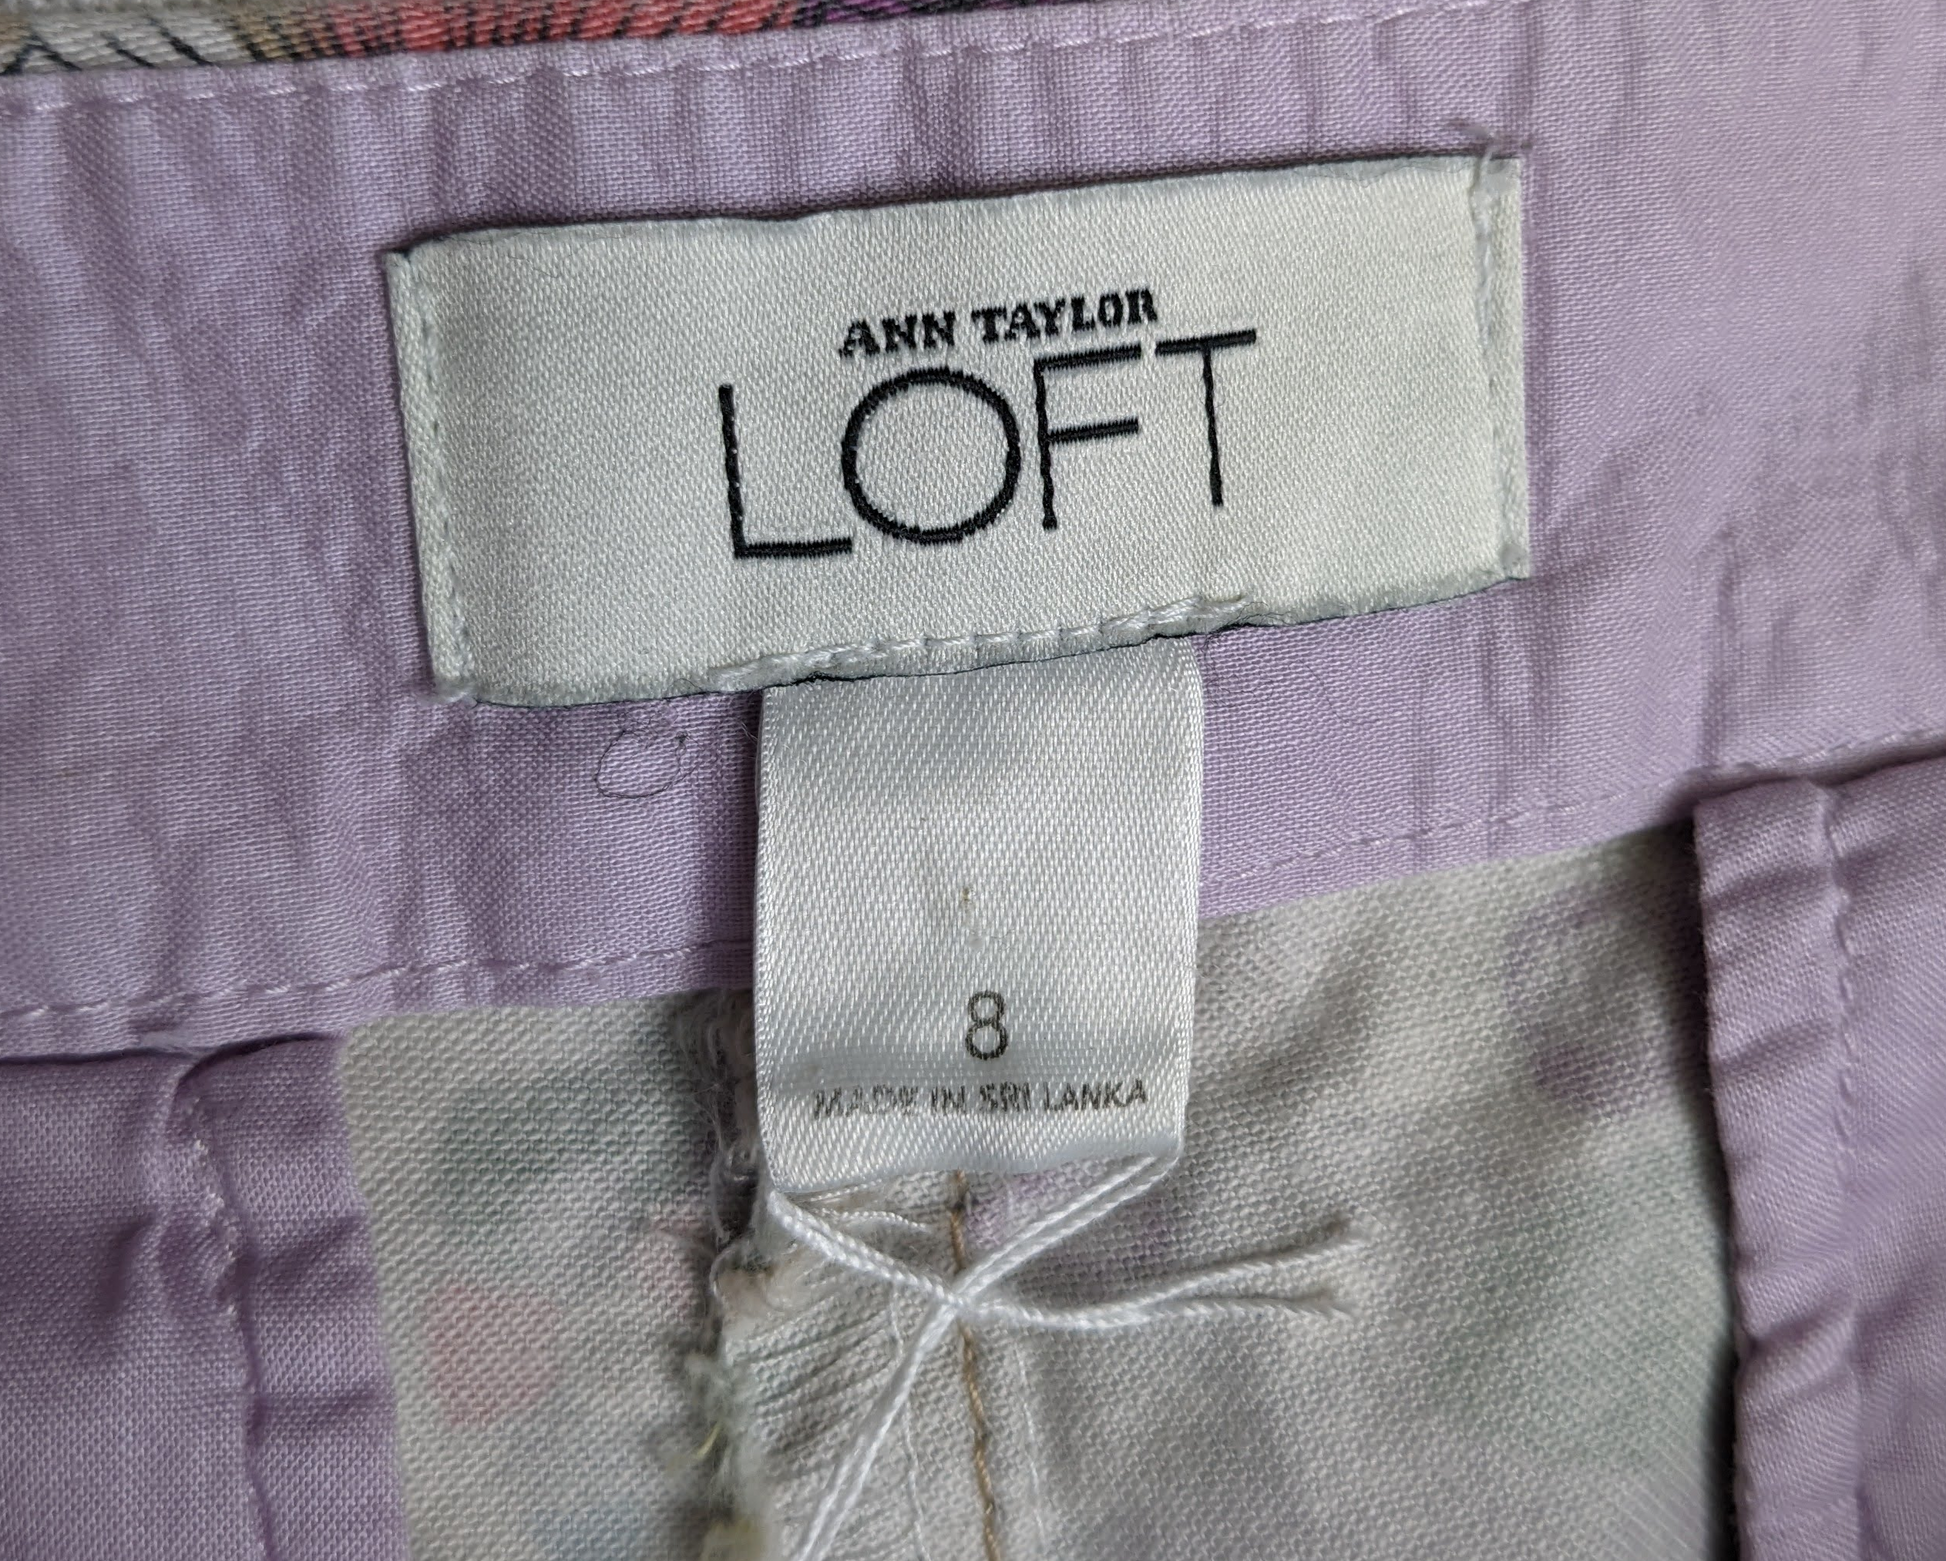 ANN TAYLOR
LOFT
8
MADE IN SRI LANKA